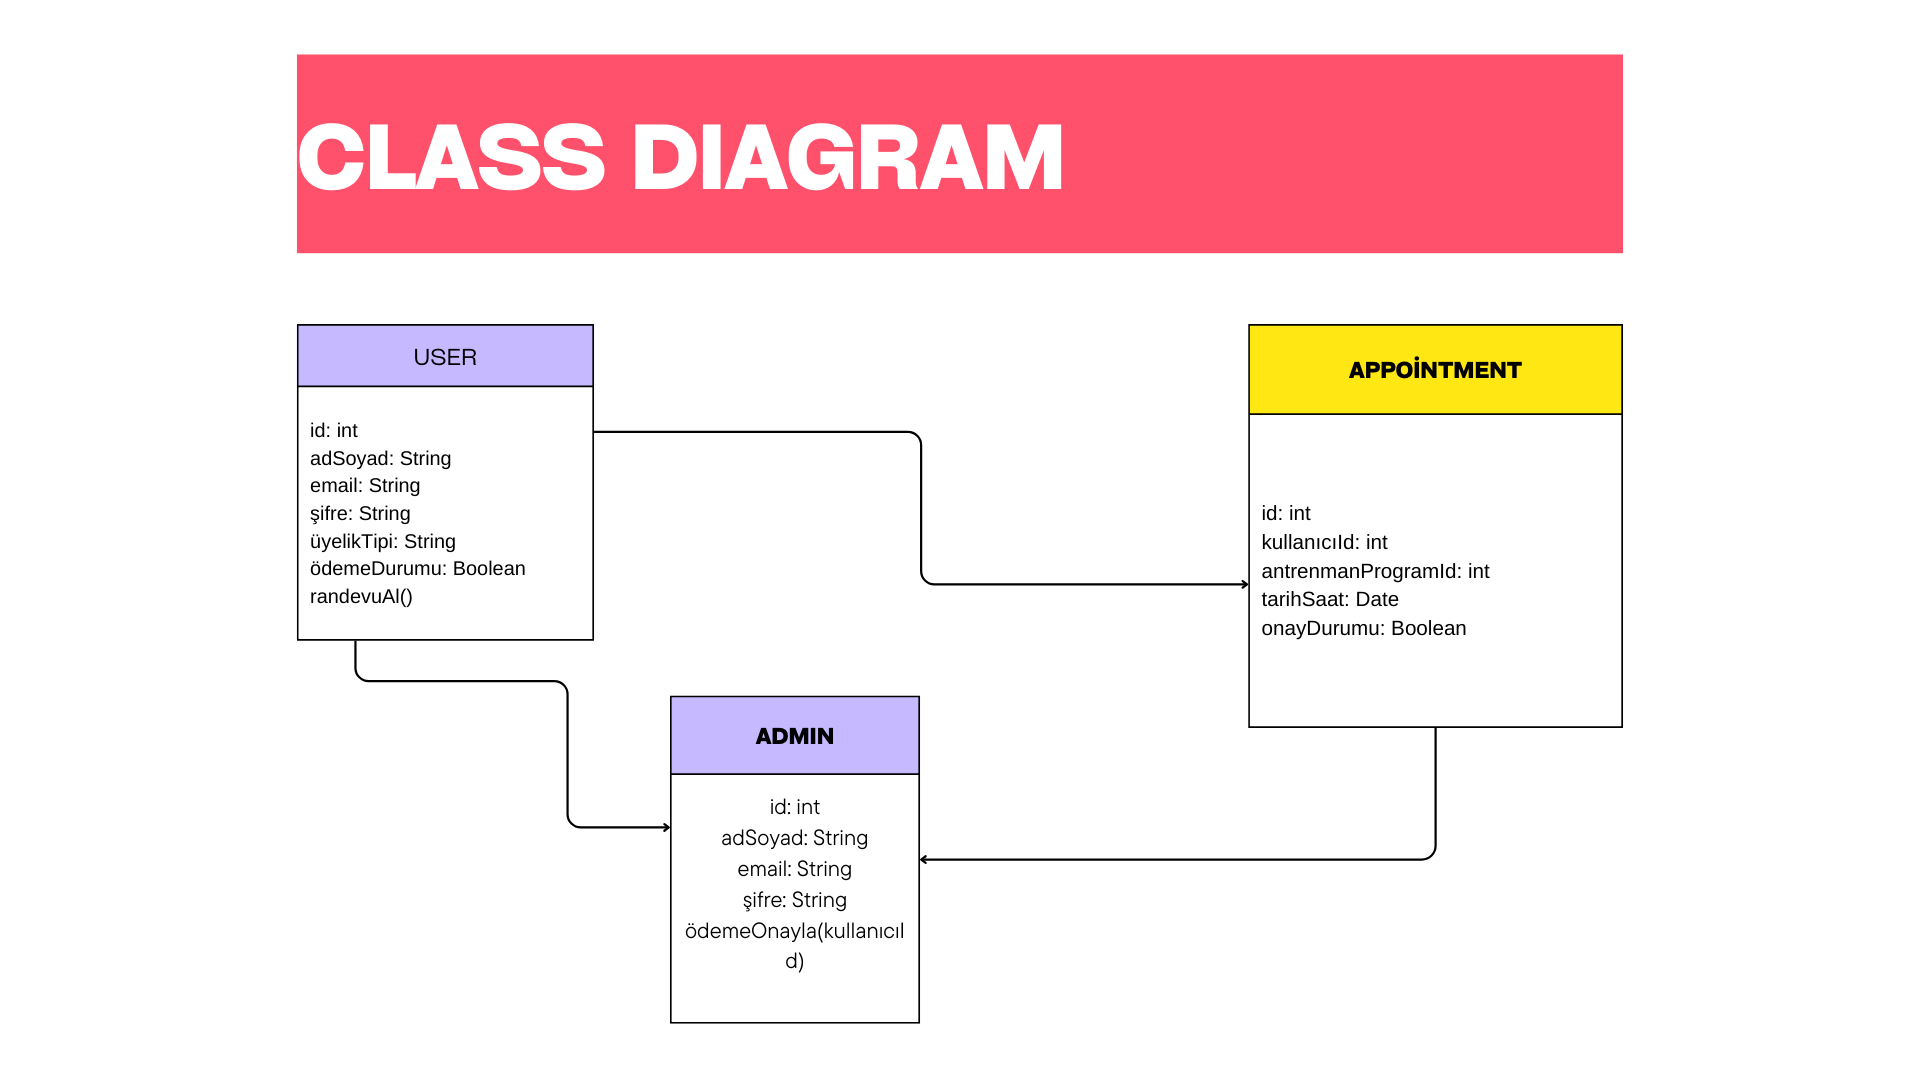 CLASS DIAGRAM
USER
id: int
adSoyad: String
email: String
şifre: String
üyelikTipi: String
ödemeDurumu: Boolean
randevuAl()
APPOİNTMENT
id: int
kullanıcıId: int
antrenmanProgramId: int
tarihSaat: Date
onayDurumu: Boolean
ADMIN
id: int
adSoyad: String
email: String
şifre: String
ödemeOnayla(kullanıcıI
d)